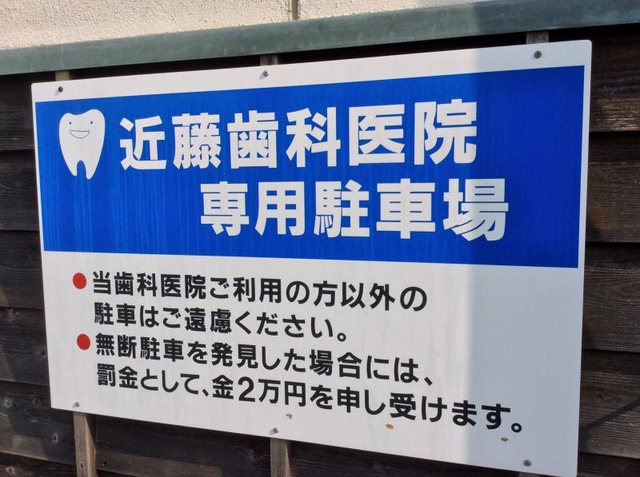 近藤歯科医院
専用駐車場
●当歯科医院ご利用の方以外の
駐車はご遠慮ください。
●無断駐車を発見した場合には、
罰金として、金2万円を申し受けます。